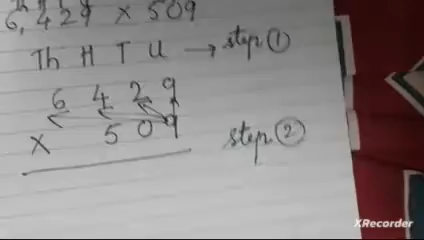 6,429 x 509
Th H T U → step ①
6 4 2 9
x 5 0 9 step ②
XRecorder